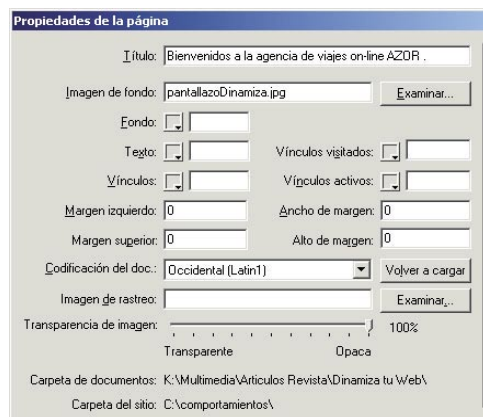 Propiedades de la página
Título: Bienvenidos a la agencia de viajes on-line AZOR .
Imagen de fondo: pantallazoDinamiza.jpg Examinar...
Fondo:
Texto: Vínculos visitados:
Vínculos: Vínculos activos:
Margen izquierdo: 0 Ancho de margen: 0
Margen superior: 0 Alto de margen: 0
Codificación del doc.: Occidental (Latin1) Volver a cargar
Imagen de rastreo: Examinar...
Transparencia de imagen: 100%
Transparente Opaca
Carpeta de documentos: K:\Multimedia\Articulos Revista\Dinamiza tu Web\
Carpeta del sitio: C:\comportamientos\